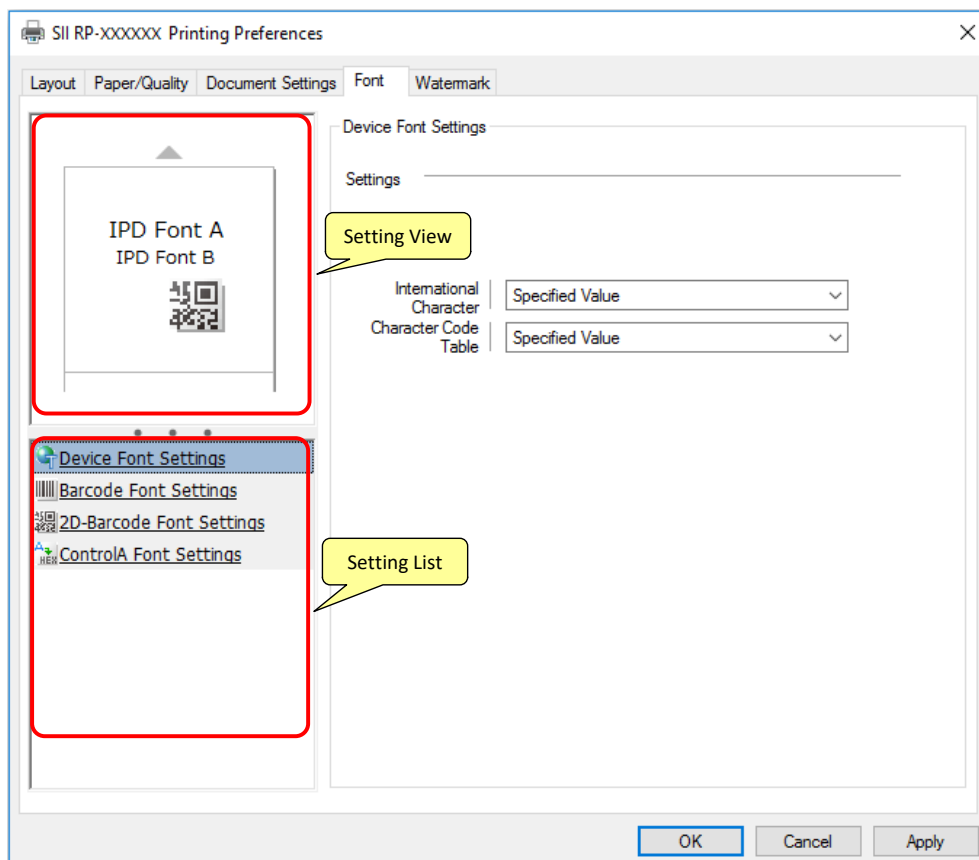 SII RP-XXXXXX Printing Preferences
Layout Paper/Quality Document Settings Font Watermark
IPD Font A
IPD Font B
Setting View
Device Font Settings
Barcode Font Settings
2D-Barcode Font Settings
A HEX ControlA Font Settings
Setting List
Device Font Settings
Settings
International
Character
Specified Value
Character Code
Table
Specified Value
OK Cancel Apply